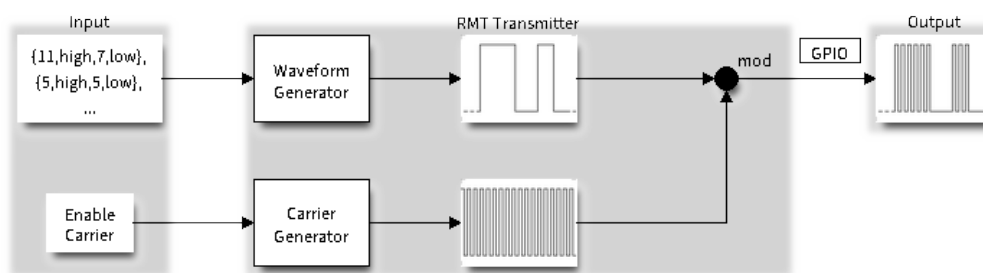 Input
RMT Transmitter
Output
{11,high,7,low},
{5,high,5,low},
...
Waveform
Generator
mod
GPIO
Enable
Carrier
Carrier
Generator